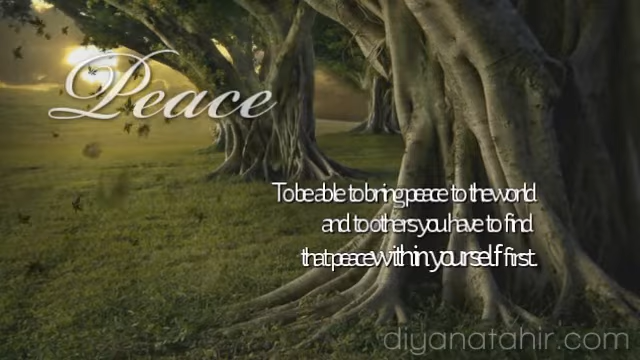 Peace
To be able to bring peace to the world
and to others you have to find
that peace within yourself first.
diyanatahir.com